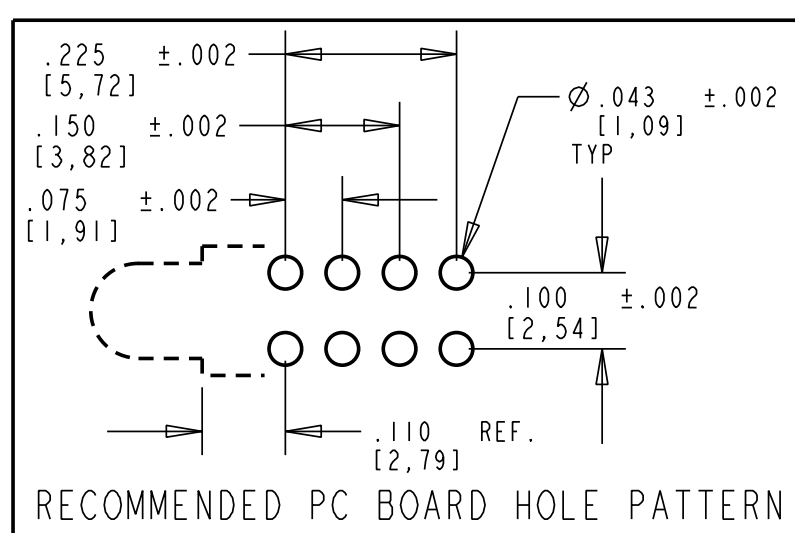 .225 ±.002
[5,72]
.150 ±.002
[3,82]
.075 ±.002
[1,91]
Ø.043 ±.002
[1,09]
TYP
.100 ±.002
[2,54]
.110 REF.
[2,79]
RECOMMENDED PC BOARD HOLE PATTERN